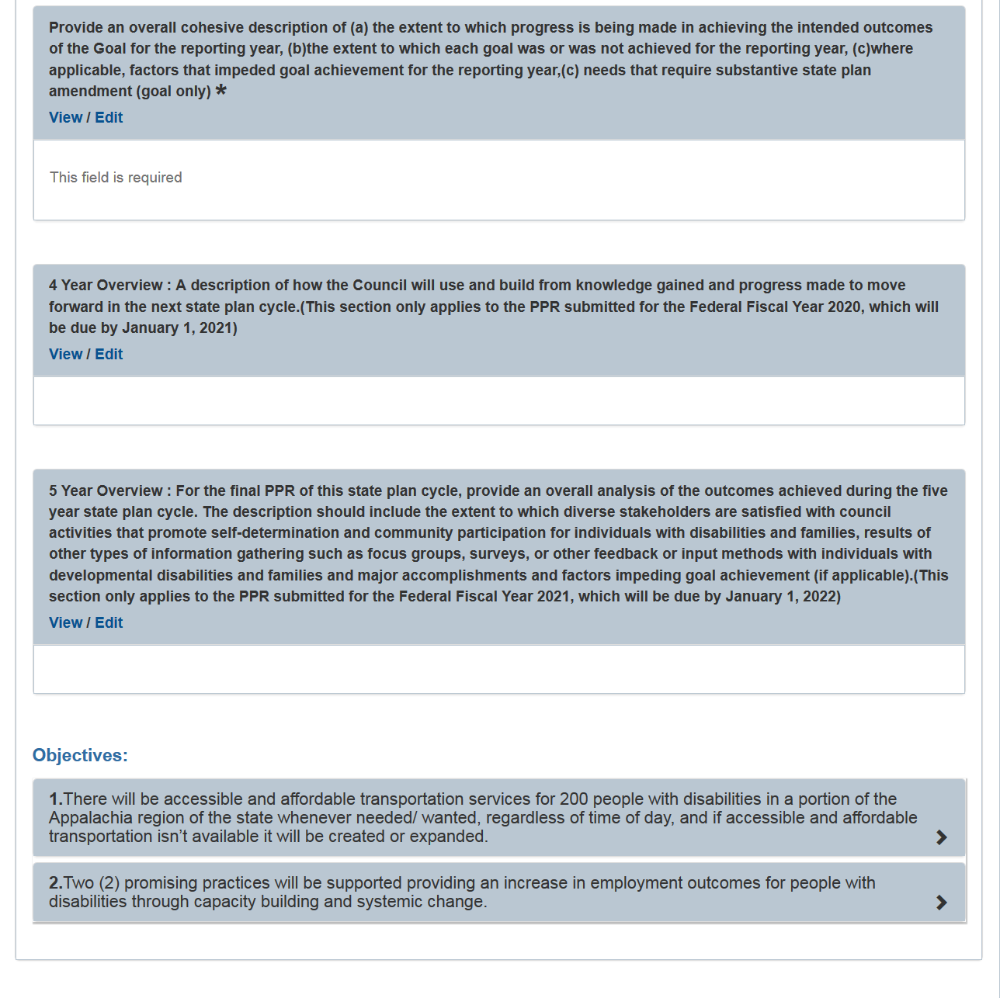 Provide an overall cohesive description of (a) the extent to which progress is being made in achieving the intended outcomes
of the Goal for the reporting year, (b)the extent to which each goal was or was not achieved for the reporting year, (c)where
applicable, factors that impeded goal achievement for the reporting year,(c) needs that require substantive state plan
amendment (goal only) *
View / Edit
This field is required
4 Year Overview : A description of how the Council will use and build from knowledge gained and progress made to move
forward in the next state plan cycle.(This section only applies to the PPR submitted for the Federal Fiscal Year 2020, which will
be due by January 1, 2021)
View / Edit
5 Year Overview : For the final PPR of this state plan cycle, provide an overall analysis of the outcomes achieved during the five
year state plan cycle. The description should include the extent to which diverse stakeholders are satisfied with council
activities that promote self-determination and community participation for individuals with disabilities and families, results of
other types of information gathering such as focus groups, surveys, or other feedback or input methods with individuals with
developmental disabilities and families and major accomplishments and factors impeding goal achievement (if applicable).(This
section only applies to the PPR submitted for the Federal Fiscal Year 2021, which will be due by January 1, 2022)
View / Edit
Objectives:
1.There will be accessible and affordable transportation services for 200 people with disabilities in a portion of the
Appalachia region of the state whenever needed/ wanted, regardless of time of day, and if accessible and affordable
transportation isn’t available it will be created or expanded.
2.Two (2) promising practices will be supported providing an increase in employment outcomes for people with
disabilities through capacity building and systemic change.